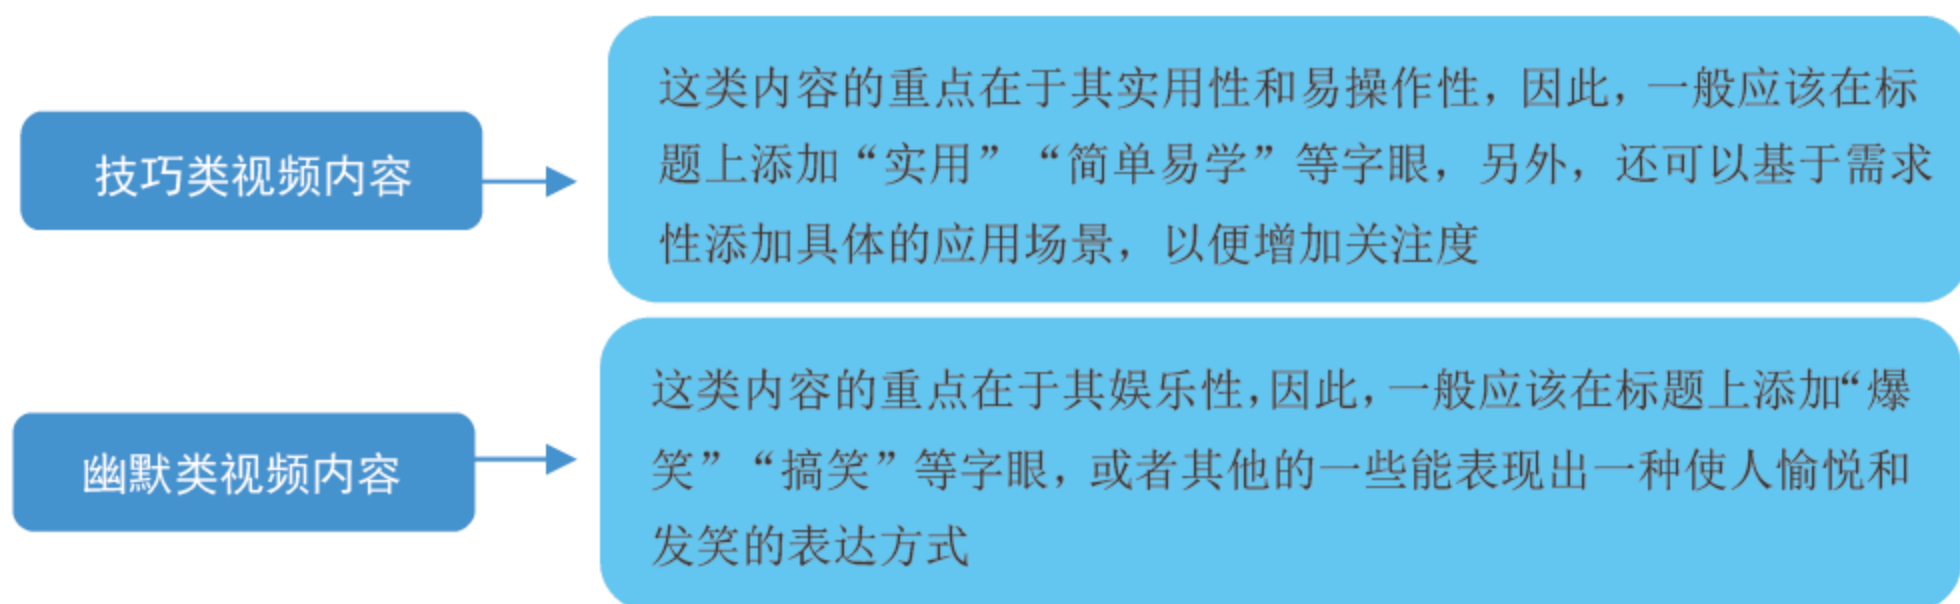 技巧类视频内容
这类内容的重点在于其实用性和易操作性，因此，一般应该在标
题上添加“实用”“简单易学”等字眼，另外，还可以基于需求
性添加具体的应用场景，以便增加关注度
幽默类视频内容
这类内容的重点在于其娱乐性，因此，一般应该在标题上添加“爆
笑”“搞笑”等字眼，或者其他的一些能表现出一种使人愉悦和
发笑的表达方式